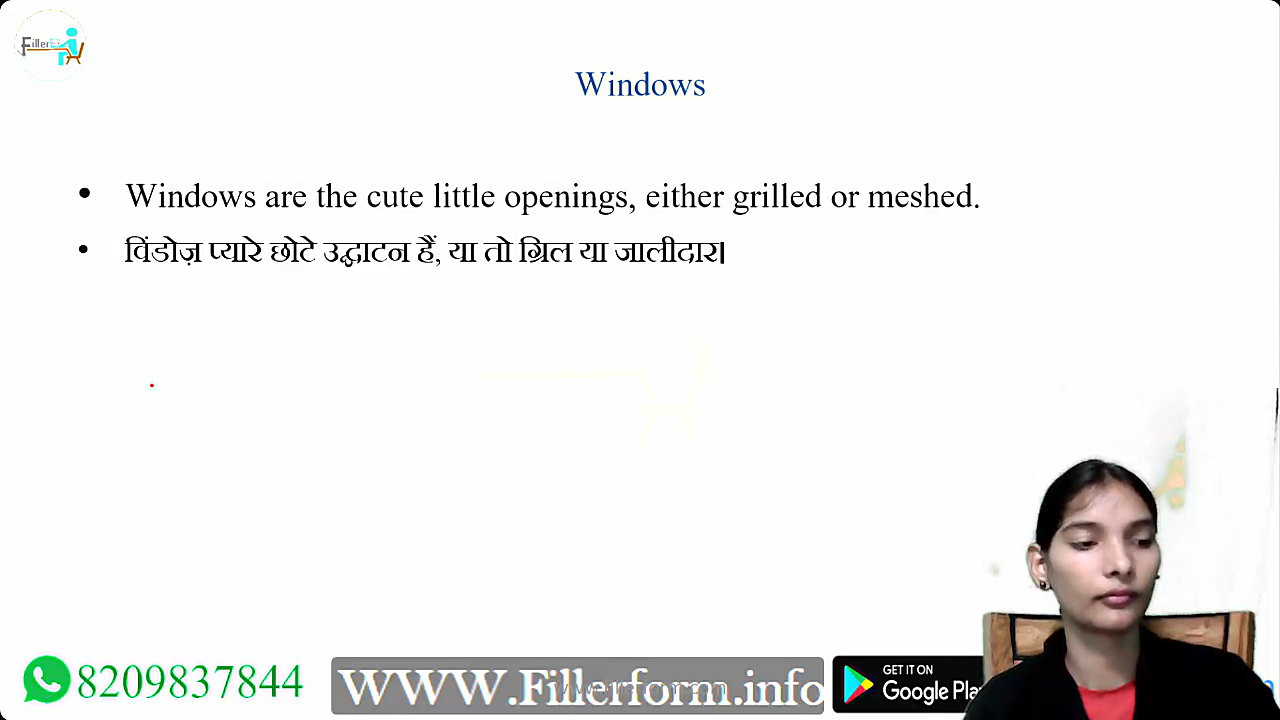 Filler
Windows
• Windows are the cute little openings, either grilled or meshed.
• विंडोज़ प्यारे छोटे उद्घाटन हैं, या तो ग्रिल या जालीदार।
8209837844
WWW.Fillerform.info
GET IT ON
Google Pla